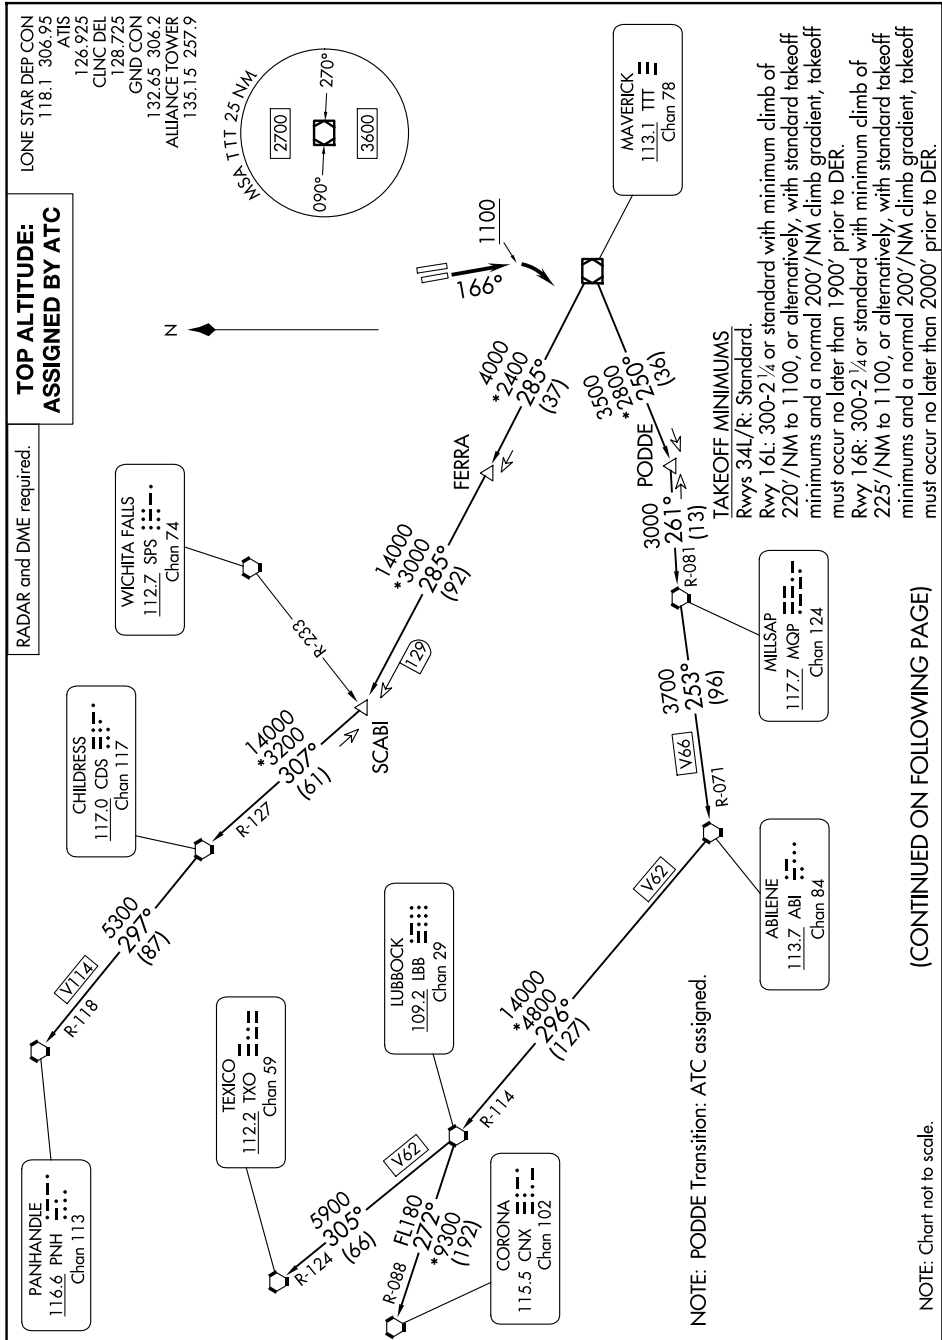 RADAR and DME required.
TOP ALTITUDE:
ASSIGNED BY ATC
LONE STAR DEP CON
118.1 306.95
ATIS
126.925
CLNC DEL
128.725
GND CON
132.65 306.2
ALLIANCE TOWER
135.15 257.9
MSA TTT 25 NM
2700
090°
270°
3600
N
1100
166°
MAVERICK
113.1 TTT
Chan 78
4000
*2400
285°
(37)
FERRA
14000
*3000
285°
(92)
129
SCABI
WICHITA FALLS
112.7 SPS
Chan 74
R-233
14000
*3200
307°
(61)
R-127
CHILDRESS
117.0 CDS
Chan 117
5300
297°
(87)
V114
R-118
PANHANDLE
116.6 PNH
Chan 113
3500
*2800
250°
(36)
PODDE
3000
261°
(13)
R-081
MILLSAP
117.7 MQP
Chan 124
3700
253°
(96)
V66
R-071
ABILENE
113.7 ABI
Chan 84
V62
14000
*4800
296°
(127)
R-114
LUBBOCK
109.2 LBB
Chan 29
V62
5900
305°
(66)
R-124
TEXICO
112.2 TXO
Chan 59
FL180
272°
*9300
(192)
R-088
CORONA
115.5 CNX
Chan 102
TAKEOFF MINIMUMS
Rwys 34L/R: Standard.
Rwy 16L: 300-2¼ or standard with minimum climb of
220'/NM to 1100, or alternatively, with standard takeoff
minimums and a normal 200'/NM climb gradient, takeoff
must occur no later than 1900' prior to DER.
Rwy 16R: 300-2¼ or standard with minimum climb of
225'/NM to 1100, or alternatively, with standard takeoff
minimums and a normal 200'/NM climb gradient, takeoff
must occur no later than 2000' prior to DER.
NOTE: PODDE Transition: ATC assigned.
NOTE: Chart not to scale.
(CONTINUED ON FOLLOWING PAGE)